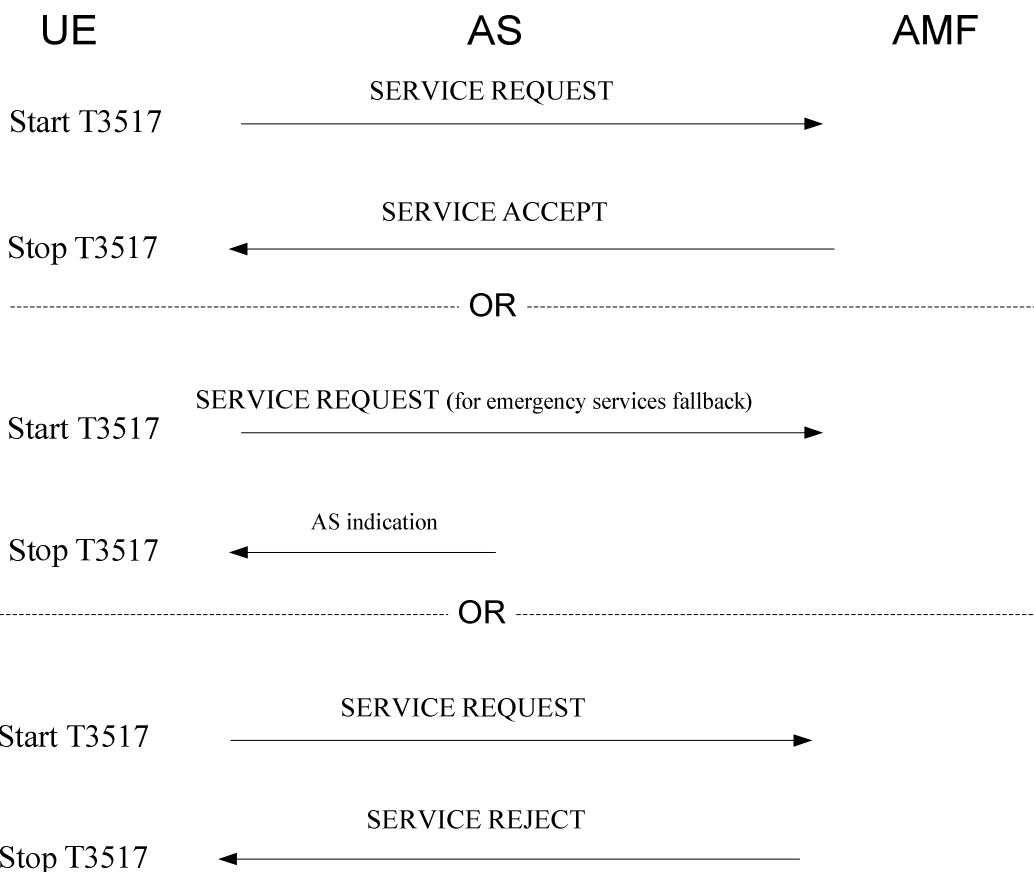 UE AS AMF
SERVICE REQUEST
Start T3517
SERVICE ACCEPT
Stop T3517
OR
SERVICE REQUEST (for emergency services fallback)
Start T3517
AS indication
Stop T3517
OR
SERVICE REQUEST
Start T3517
SERVICE REJECT
Stop T3517